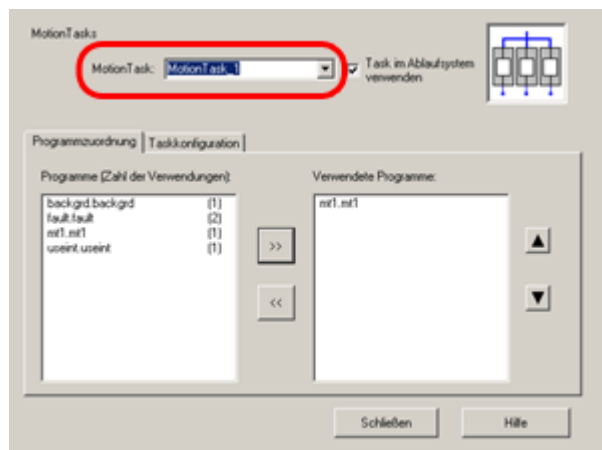 MotionTasks
MotionTask: MotionTask_1
Task im Ablaufsystem
verwenden
Programmzuordnung Taskkonfiguration
Programme (Zahl der Verwendungen): Verwendete Programme:
backgrd.backgrd (1) mt1.mt1
fault.fault (2)
mt1.mt1 (1)
useint.useint (1)
>>
<<
Schließen Hilfe